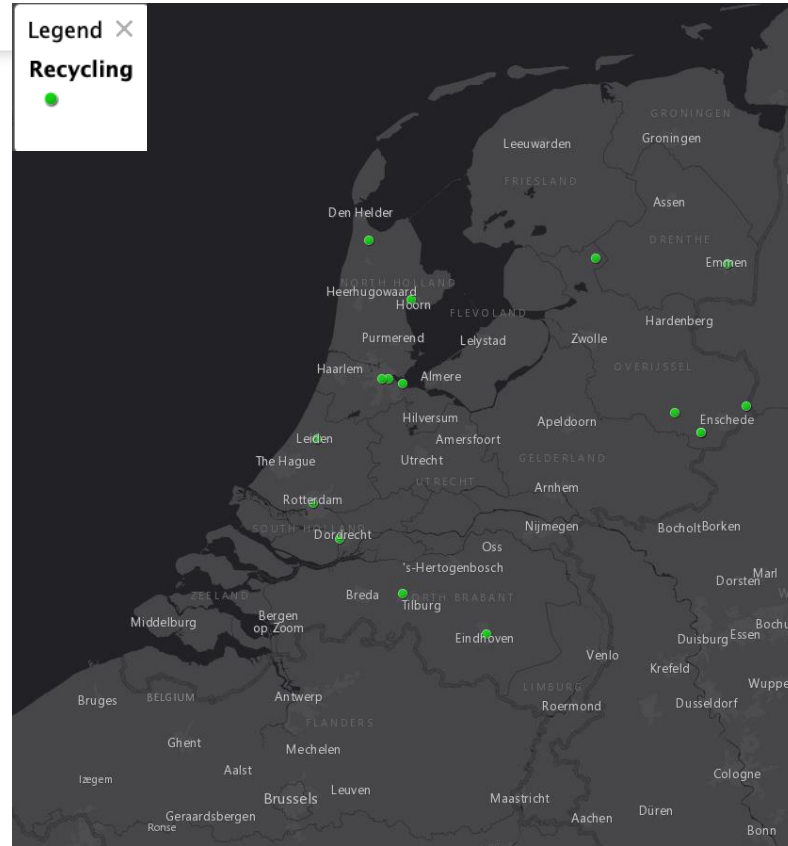 Legend ×
Recycling
GRONINGEN
Leeuwarden
Groningen
FRIESLAND
Assen
Den Helder
DRENTHE
Emmen
NORTH HOLLAND
Heerhugowaard
Hoorn
FLEVOLAND
Hardenberg
Purmerend
Lelystad
Zwolle
Haarlem
Almere
OVERIJSSEL
Hilversum
Apeldoorn
Enschede
Leiden
Amersfoort
The Hague
Utrecht
GELDERLAND
UTRECHT
Arnhem
Rotterdam
SOUTH HOLLAND
Dordrecht
Nijmegen
Bocholt
Borken
Oss
's-Hertogenbosch
Marl
Dorsten
ZEELAND
Breda
ORTH BRABANT
W
Tilburg
Middelburg
Bergen
op Zoom
Bochu
Eindhoven
Duisburg
Essen
Venlo
Krefeld
LIMBURG
Wuppe
Bruges
BELGIUM
Antwerp
Roermond
Dusseldorf
FLANDERS
Ghent
Mechelen
Aalst
Cologne
Izegem
Leuven
Brussels
Maastricht
Geraardsbergen
Düren
Aachen
Ronse
Bonn